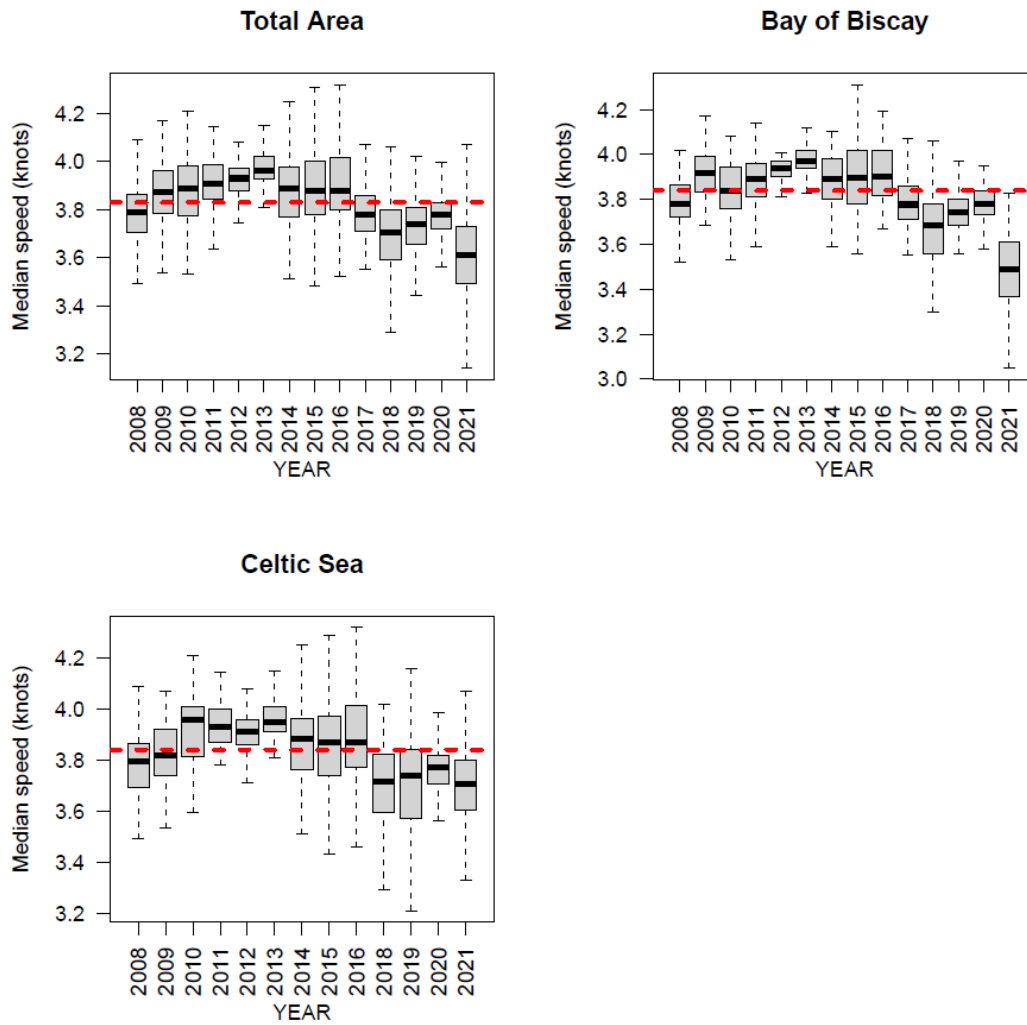 Total Area
Median speed (knots)
4.2
4.0
3.8
3.6
3.4
3.2
2008 2009 2010 2011 2012 2013 2014 2015 2016 2017 2018 2019 2020 2021
YEAR
Bay of Biscay
Median speed (knots)
4.2
4.0
3.8
3.6
3.4
3.2
3.0
2008 2009 2010 2011 2012 2013 2014 2015 2016 2017 2018 2019 2020 2021
YEAR
Celtic Sea
Median speed (knots)
4.2
4.0
3.8
3.6
3.4
3.2
2008 2009 2010 2011 2012 2013 2014 2015 2016 2018 2019 2020 2021
YEAR